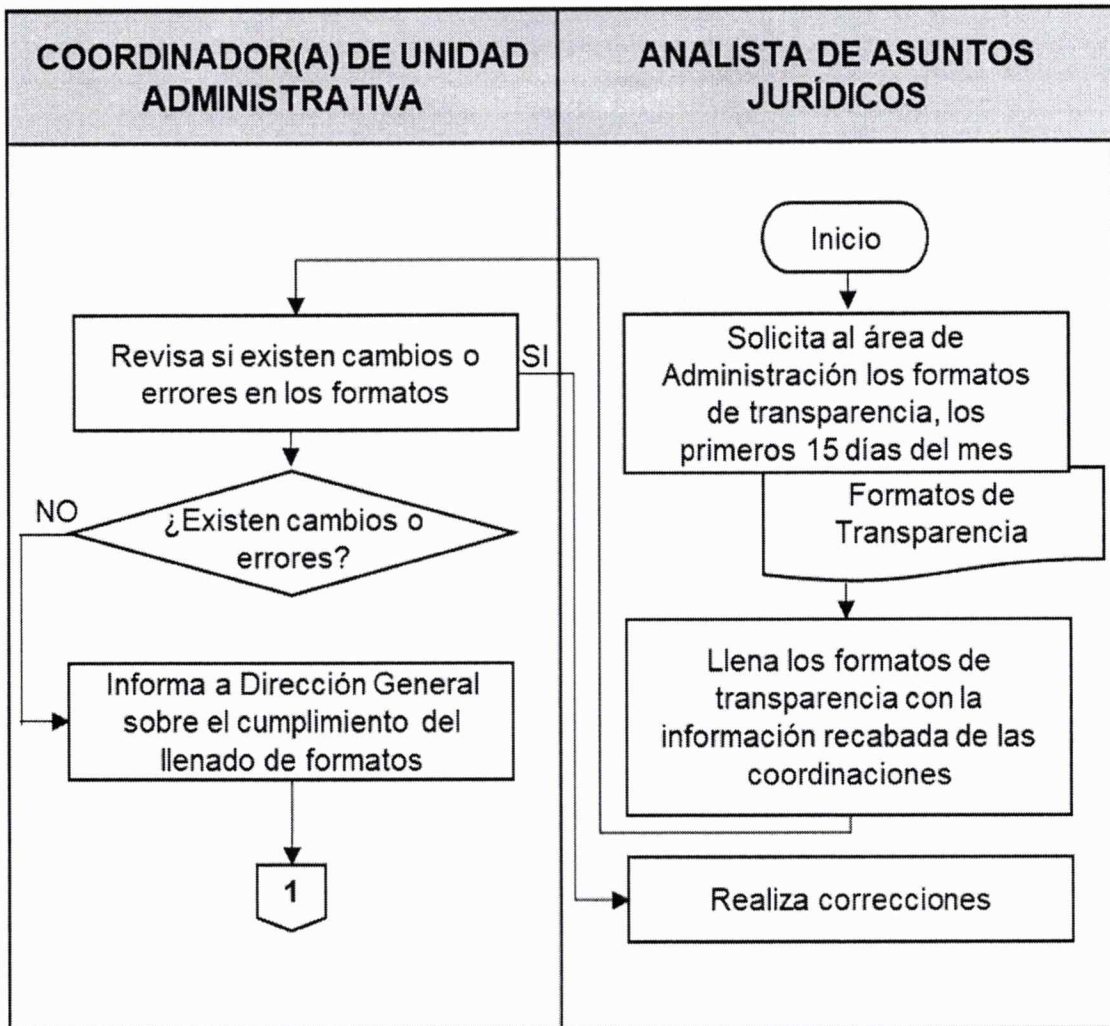 COORDINADOR(A) DE UNIDAD
ADMINISTRATIVA
ANALISTA DE ASUNTOS
JURÍDICOS
Inicio
Solicita al área de
Administración los formatos
de transparencia, los
primeros 15 días del mes
Formatos de
Transparencia
Llena los formatos de
transparencia con la
información recabada de las
coordinaciones
Revisa si existen cambios o
errores en los formatos
SI
¿Existen cambios o
errores?
NO
Informa a Dirección General
sobre el cumplimiento del
llenado de formatos
1
Realiza correcciones